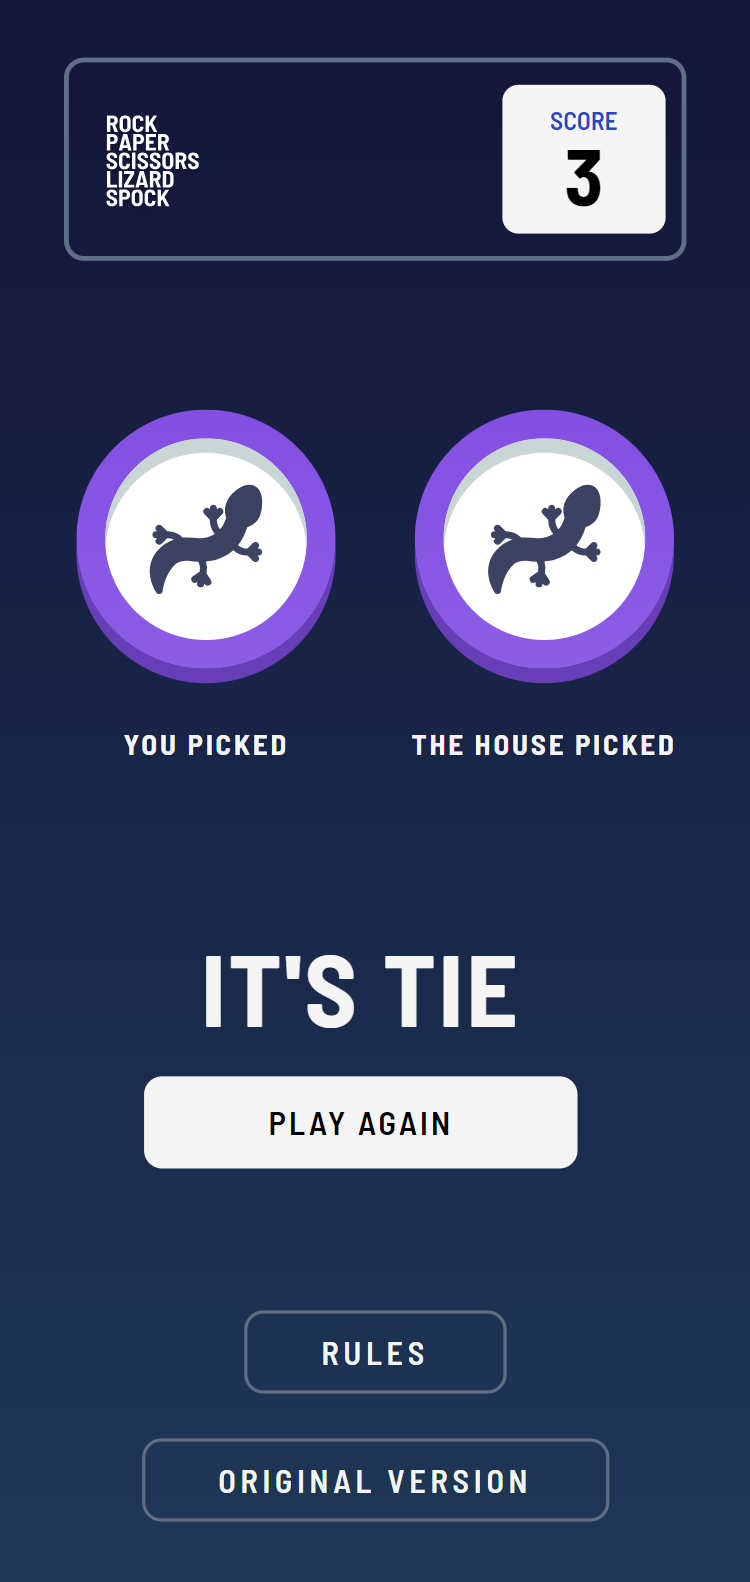 ROCK
PAPER
SCISSORS
LIZARD
SPOCK
SCORE
3
YOU PICKED
THE HOUSE PICKED
IT'S TIE
PLAY AGAIN
RULES
ORIGINAL VERSION